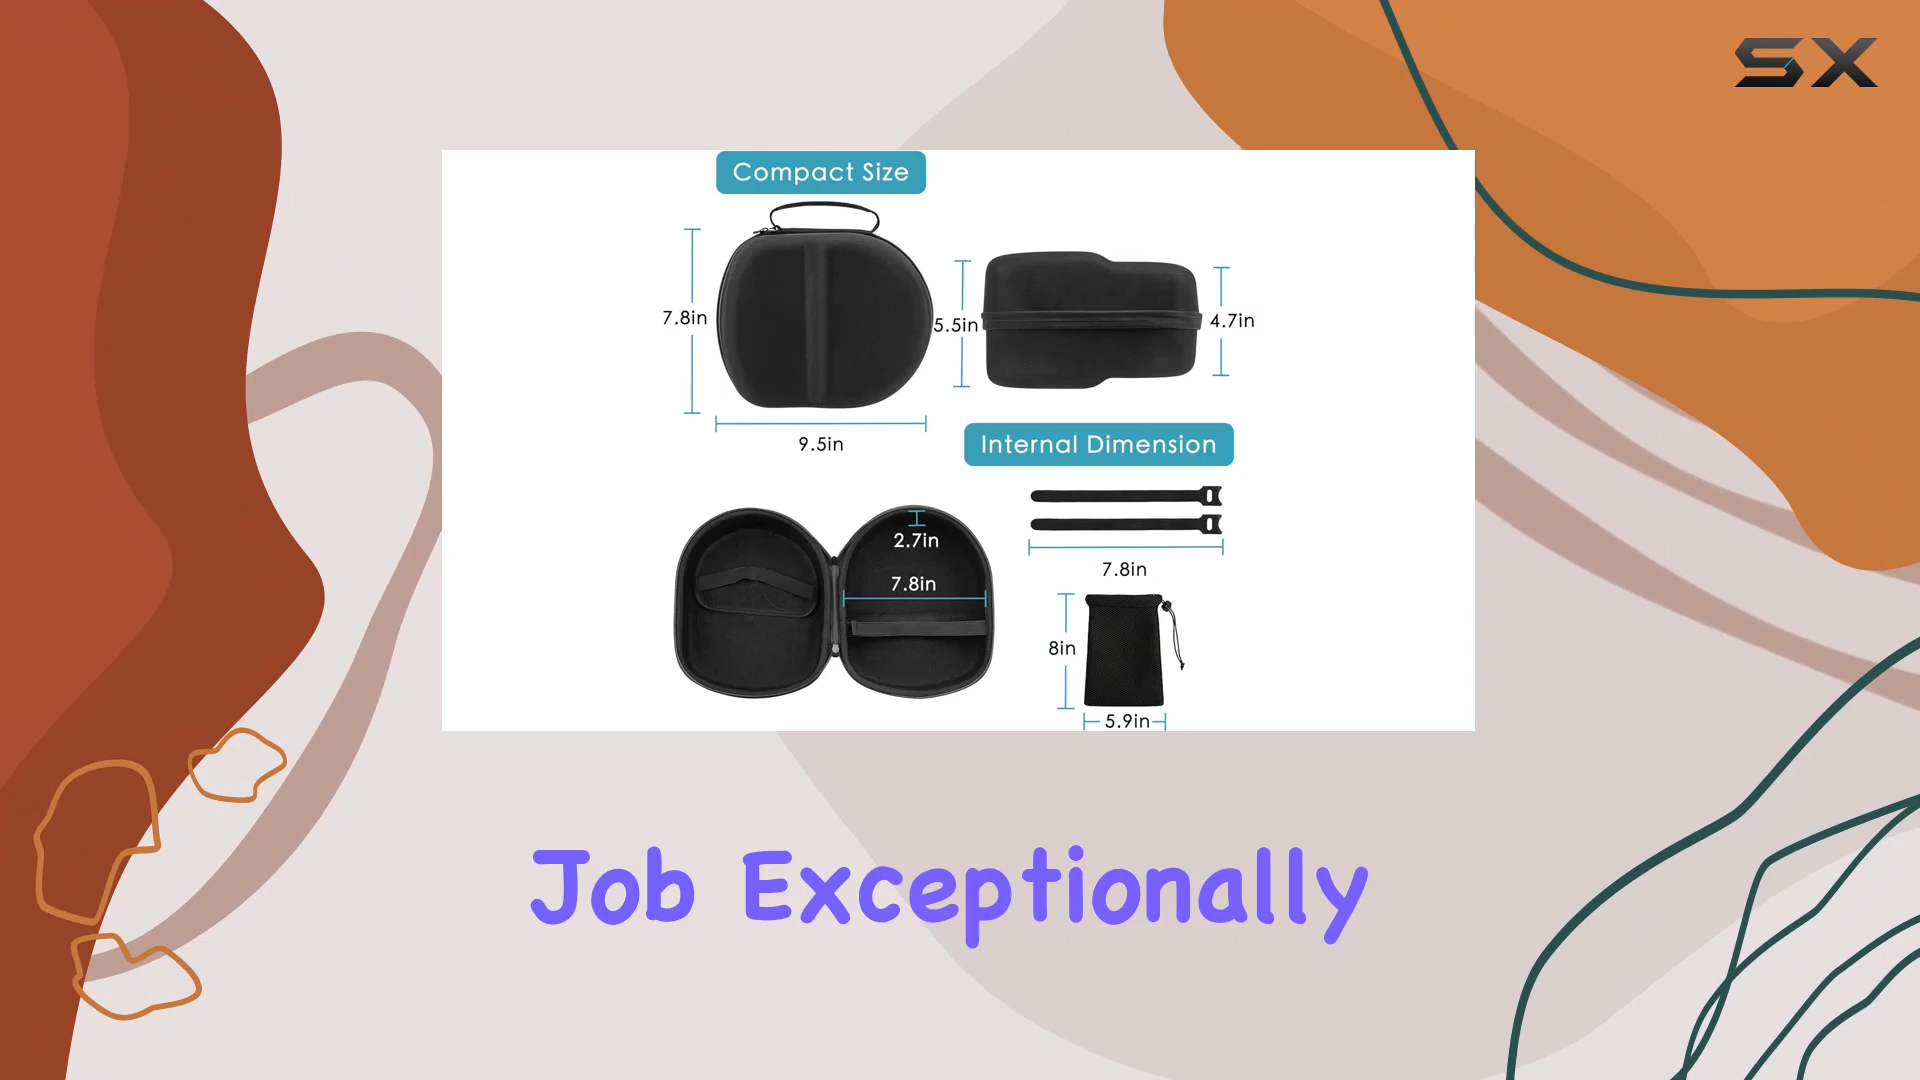 SX
Compact Size
7.8in
5.5in
4.7in
9.5in
Internal Dimension
2.7in
7.8in
7.8in
8in
5.9in
Job Exceptionally